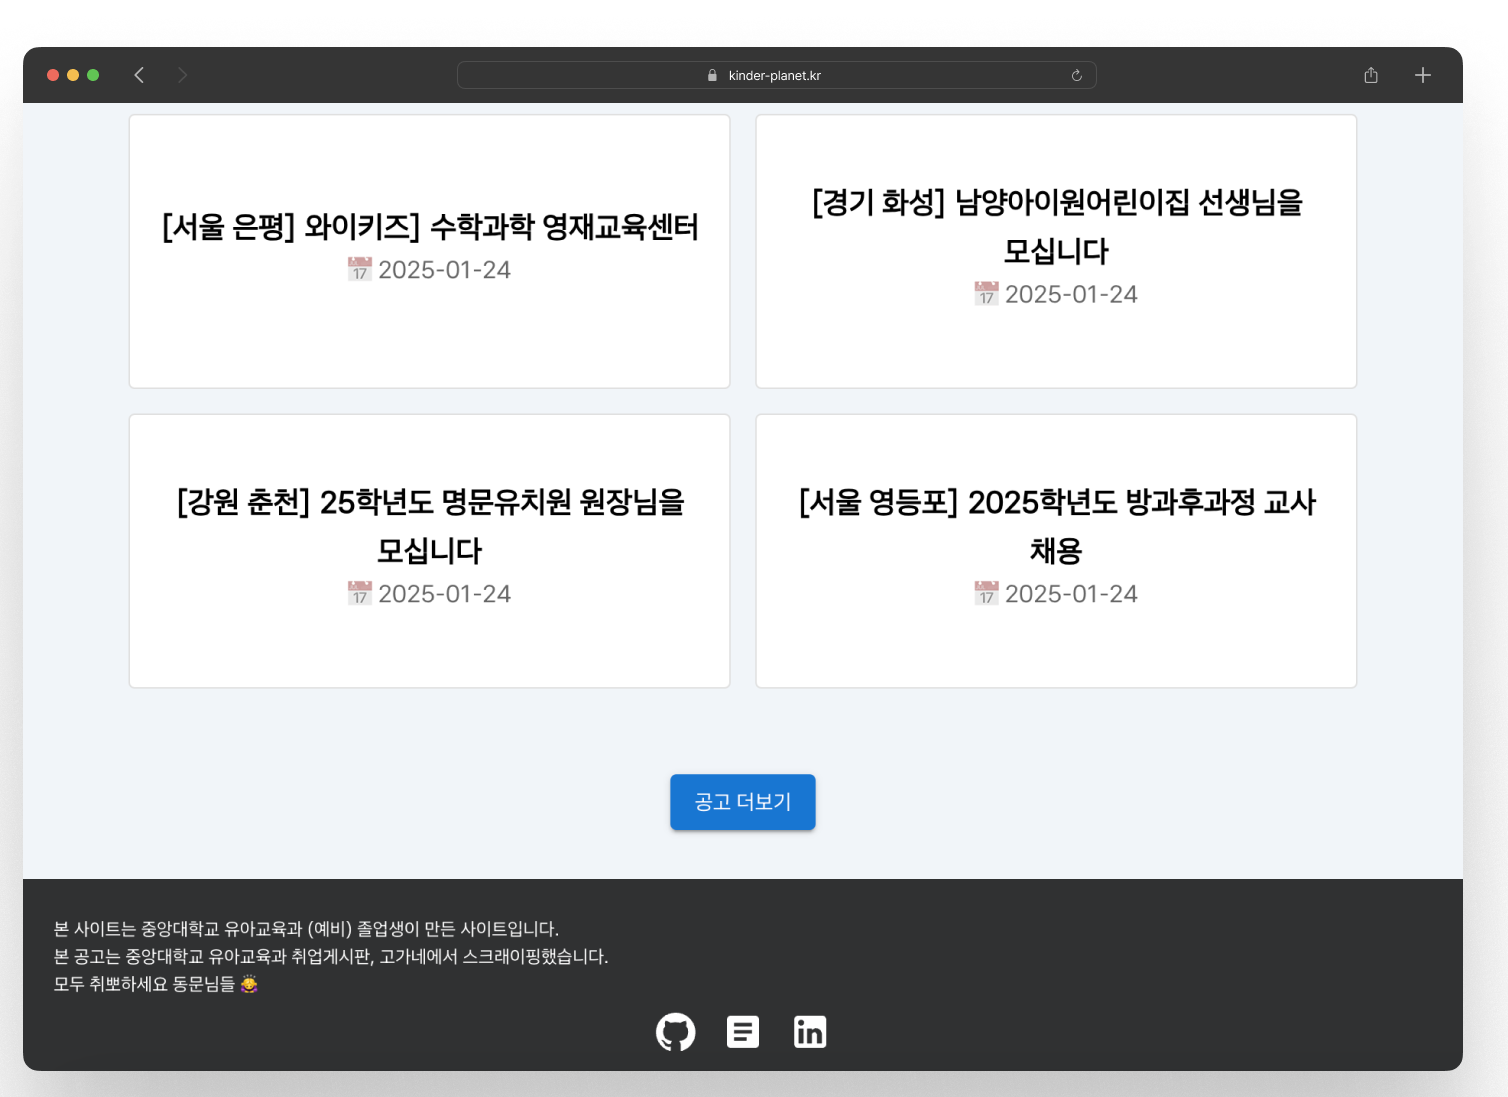 kinder-planet.kr
[서울 은평] 와이키즈] 수학과학 영재교육센터
📅 2025-01-24
[경기 화성] 남양아이원어린이집 선생님을
모십니다
📅 2025-01-24
[강원 춘천] 25학년도 명문유치원 원장님을
모십니다
📅 2025-01-24
[서울 영등포] 2025학년도 방과후과정 교사
채용
📅 2025-01-24
공고 더보기
본 사이트는 중앙대학교 유아교육과 (예비) 졸업생이 만든 사이트입니다.
본 공고는 중앙대학교 유아교육과 취업게시판, 고가네에서 스크래이핑했습니다.
모두 취뽀하세요 동문님들 🙇
in